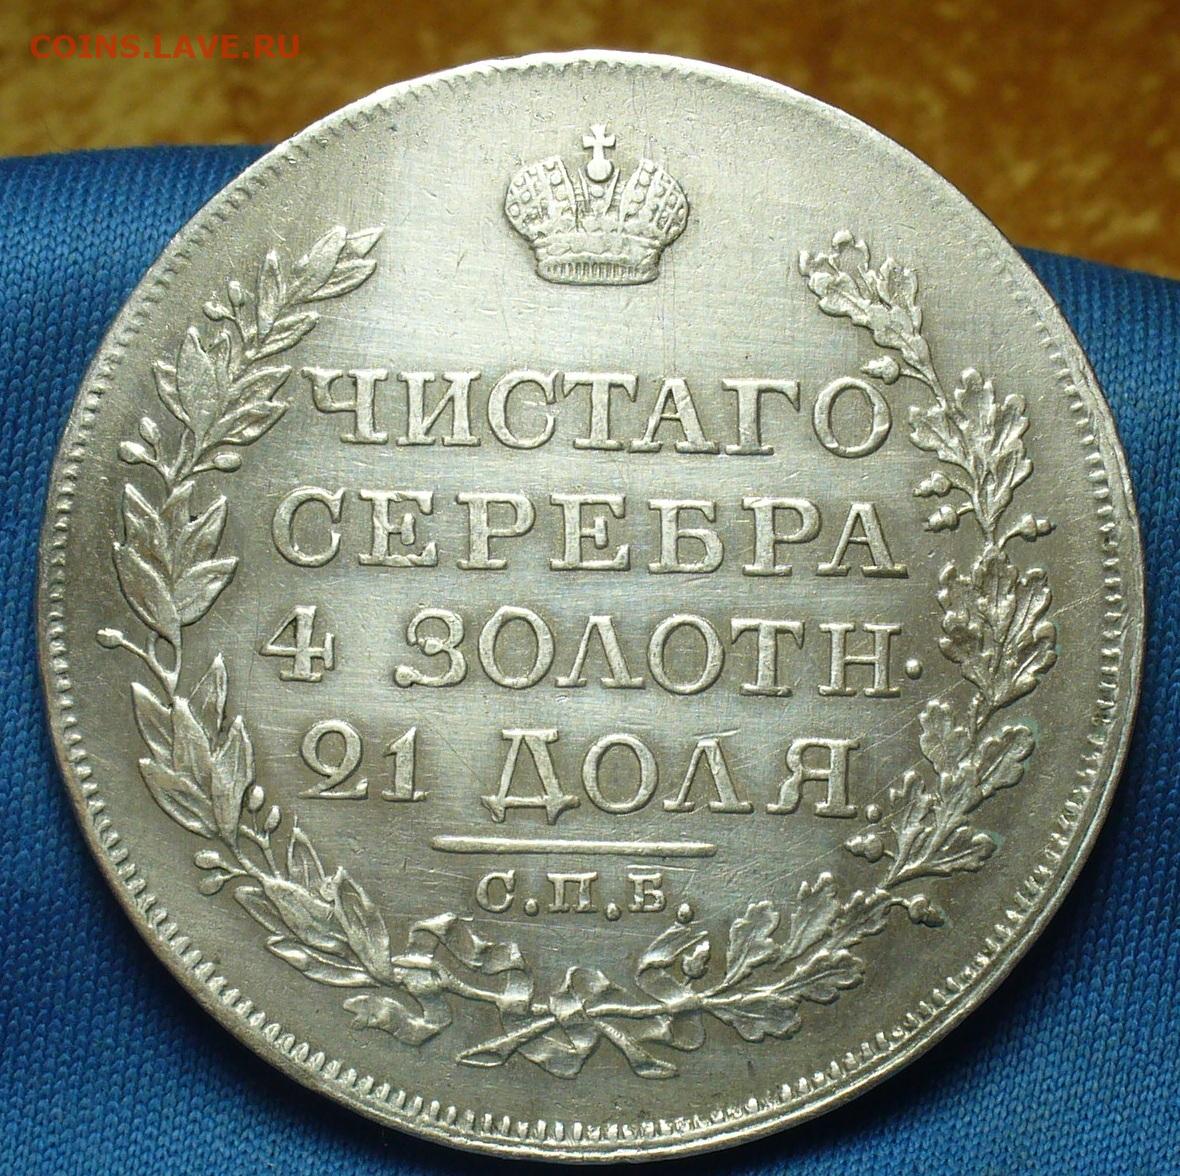 COINS.LAVE.RU
ЧИСТАГО
СЕРЕБРА
4 ЗОЛОТН.
21 ДОЛЯ.
С.П.Б.